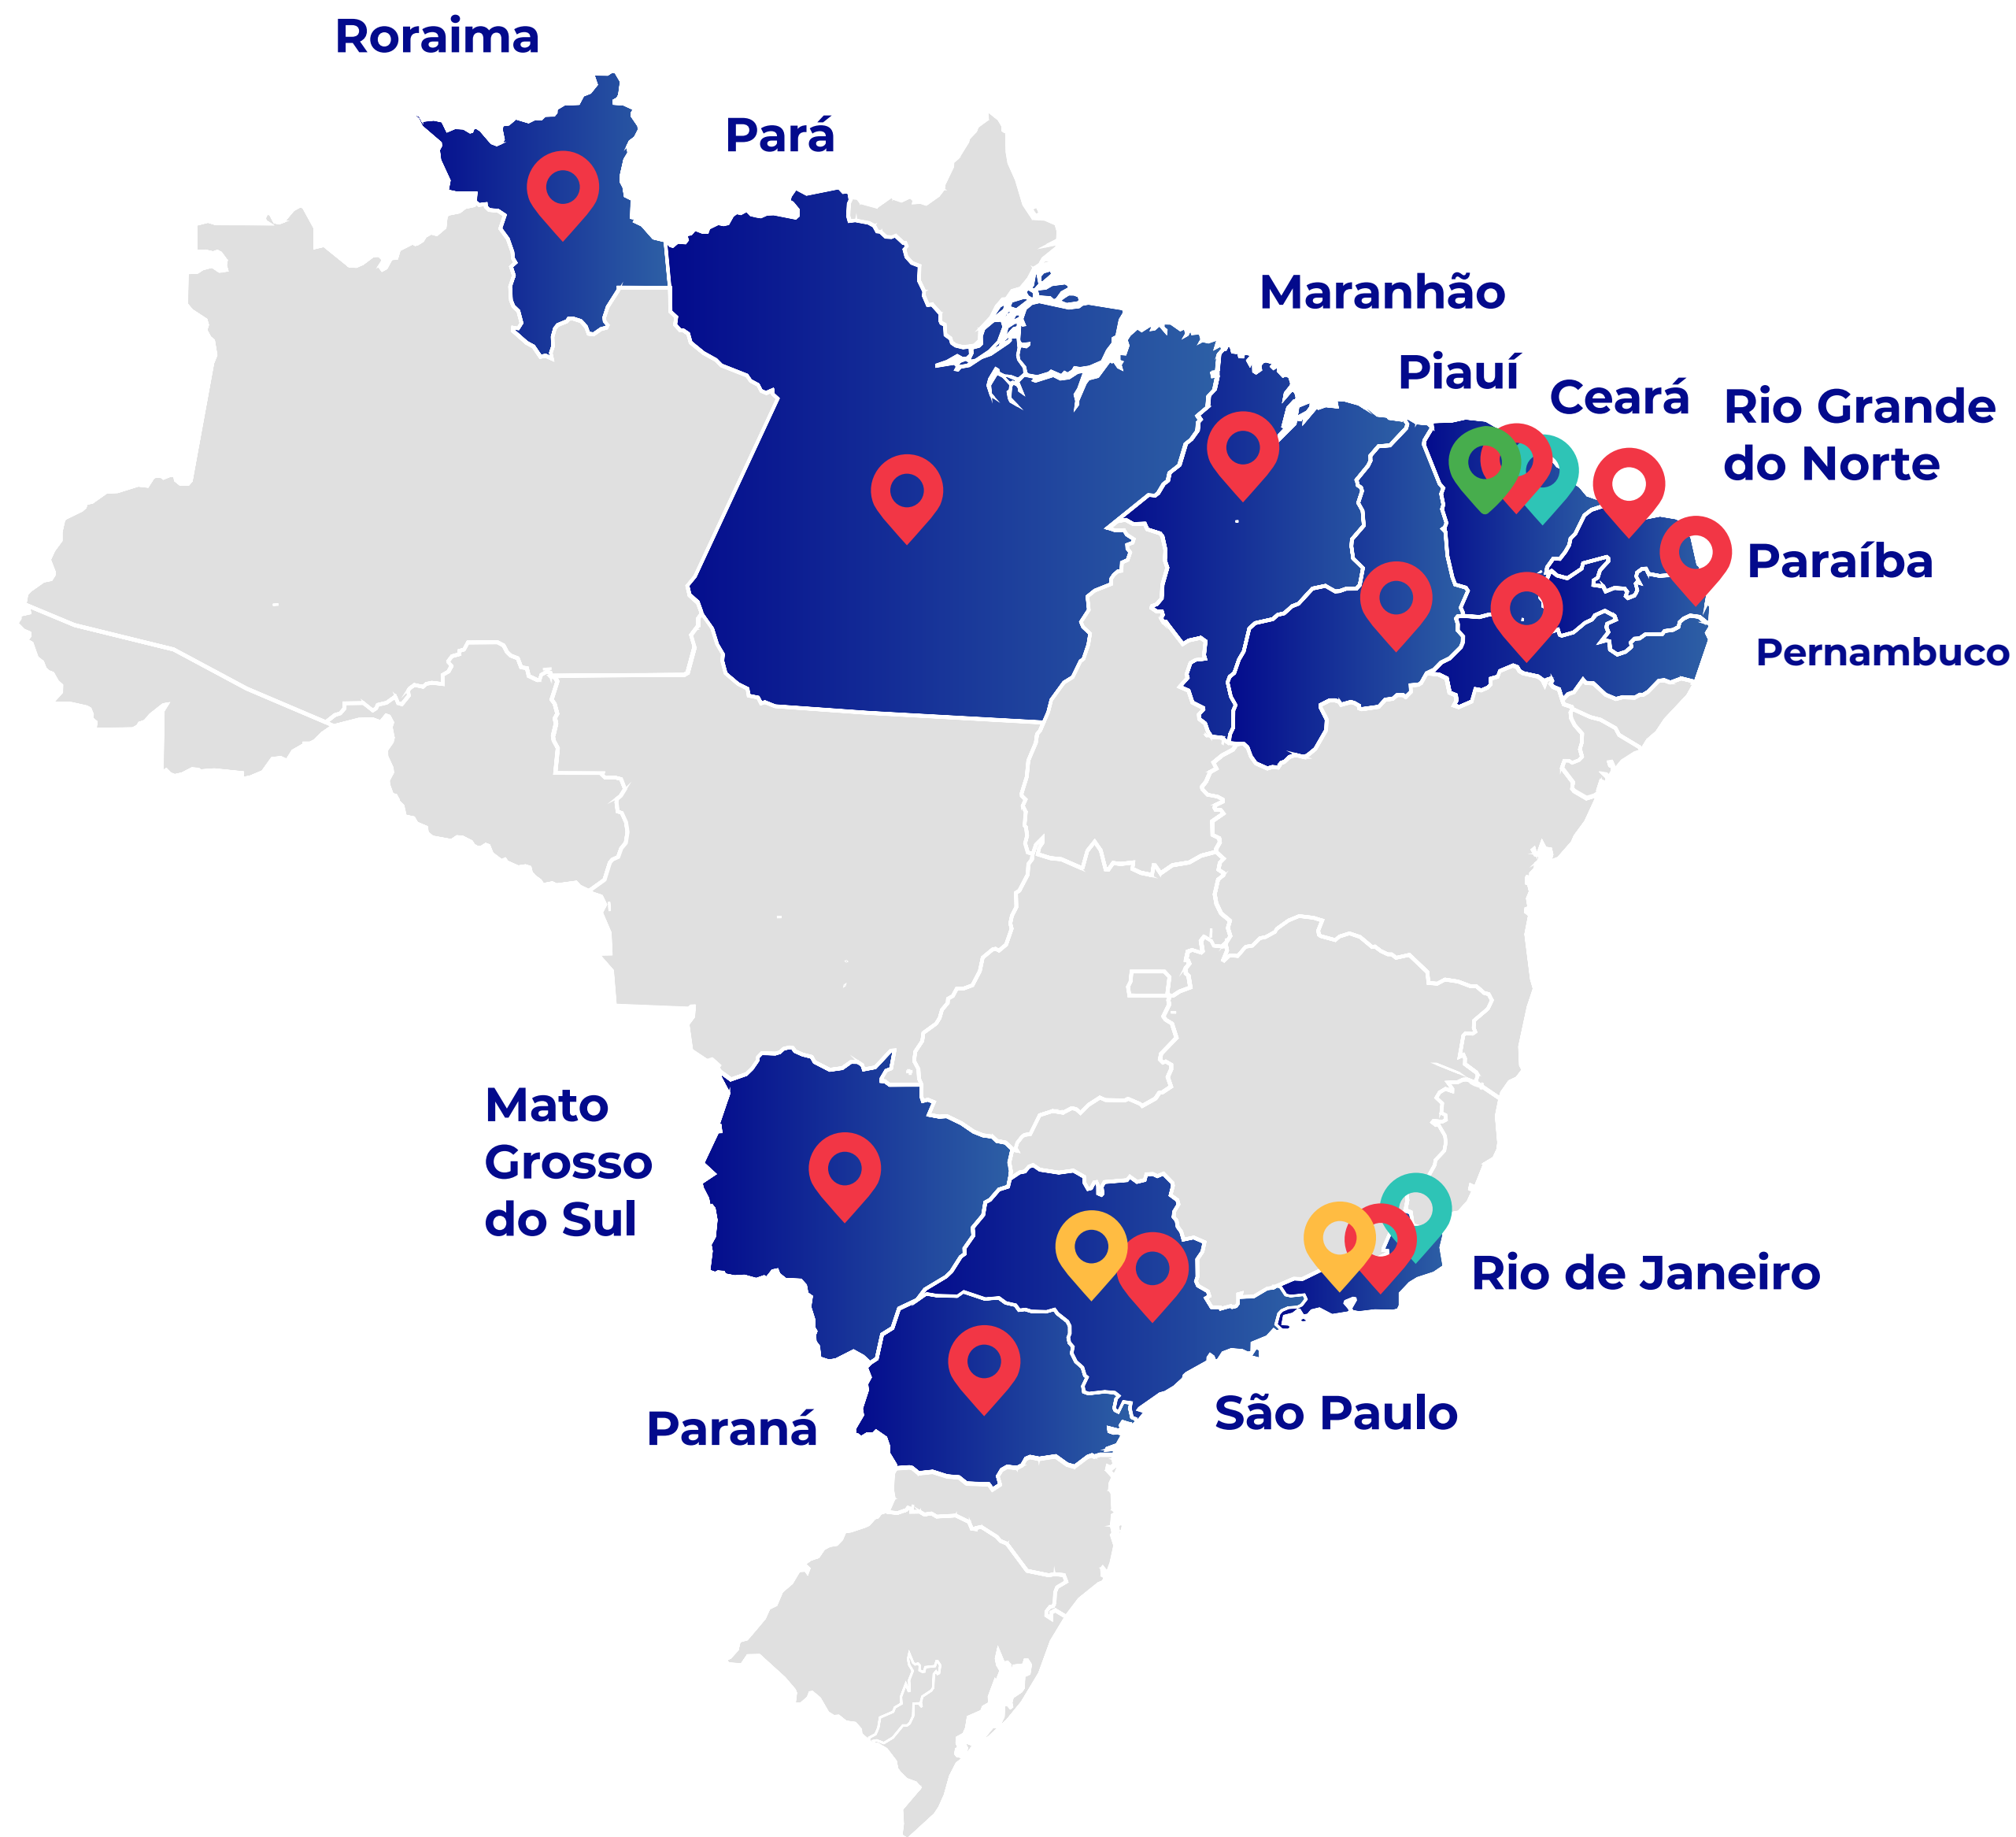 Roraima
Pará
Maranhão
Piauí
Ceará
Rio Grande
do Norte
Paraíba
Pernambuco
Mato
Grosso
do Sul
Rio de Janeiro
São Paulo
Paraná